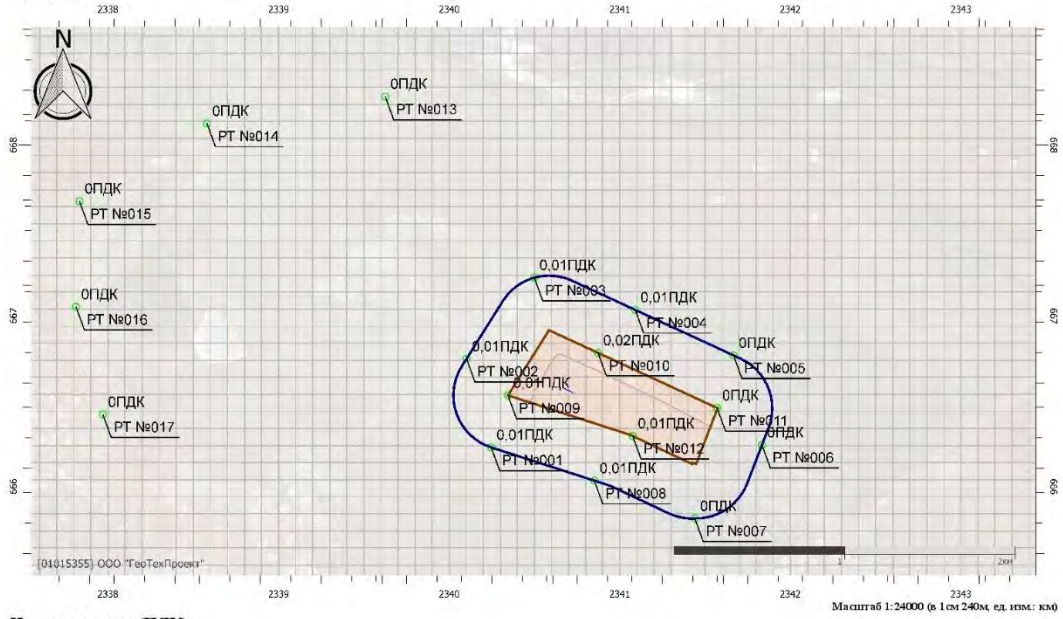 2338 2339 2340 2341 2342 2343
N
0ПДК
РТ №013
0ПДК
РТ №014
668 668
0ПДК
РТ №015
0,01ПДК
РТ №003
0ПДК
РТ №016
0,01ПДК
РТ №004
667 667
0,02ПДК
РТ №010
0ПДК
РТ №005
0,01ПДК
РТ №002
0,01ПДК
РТ №009
0ПДК
РТ №011
0ПДК
РТ №017
0,01ПДК
РТ №012
0ПДК
РТ №006
0,01ПДК
РТ №001
0,01ПДК
РТ №008
666 666
0ПДК
РТ №007
[01015355] ООО "ГеоТехПроект"
1 2км
2338 2339 2340 2341 2342 2343
Масштаб 1:24000 (в 1см 240м, ед. изм.: км)